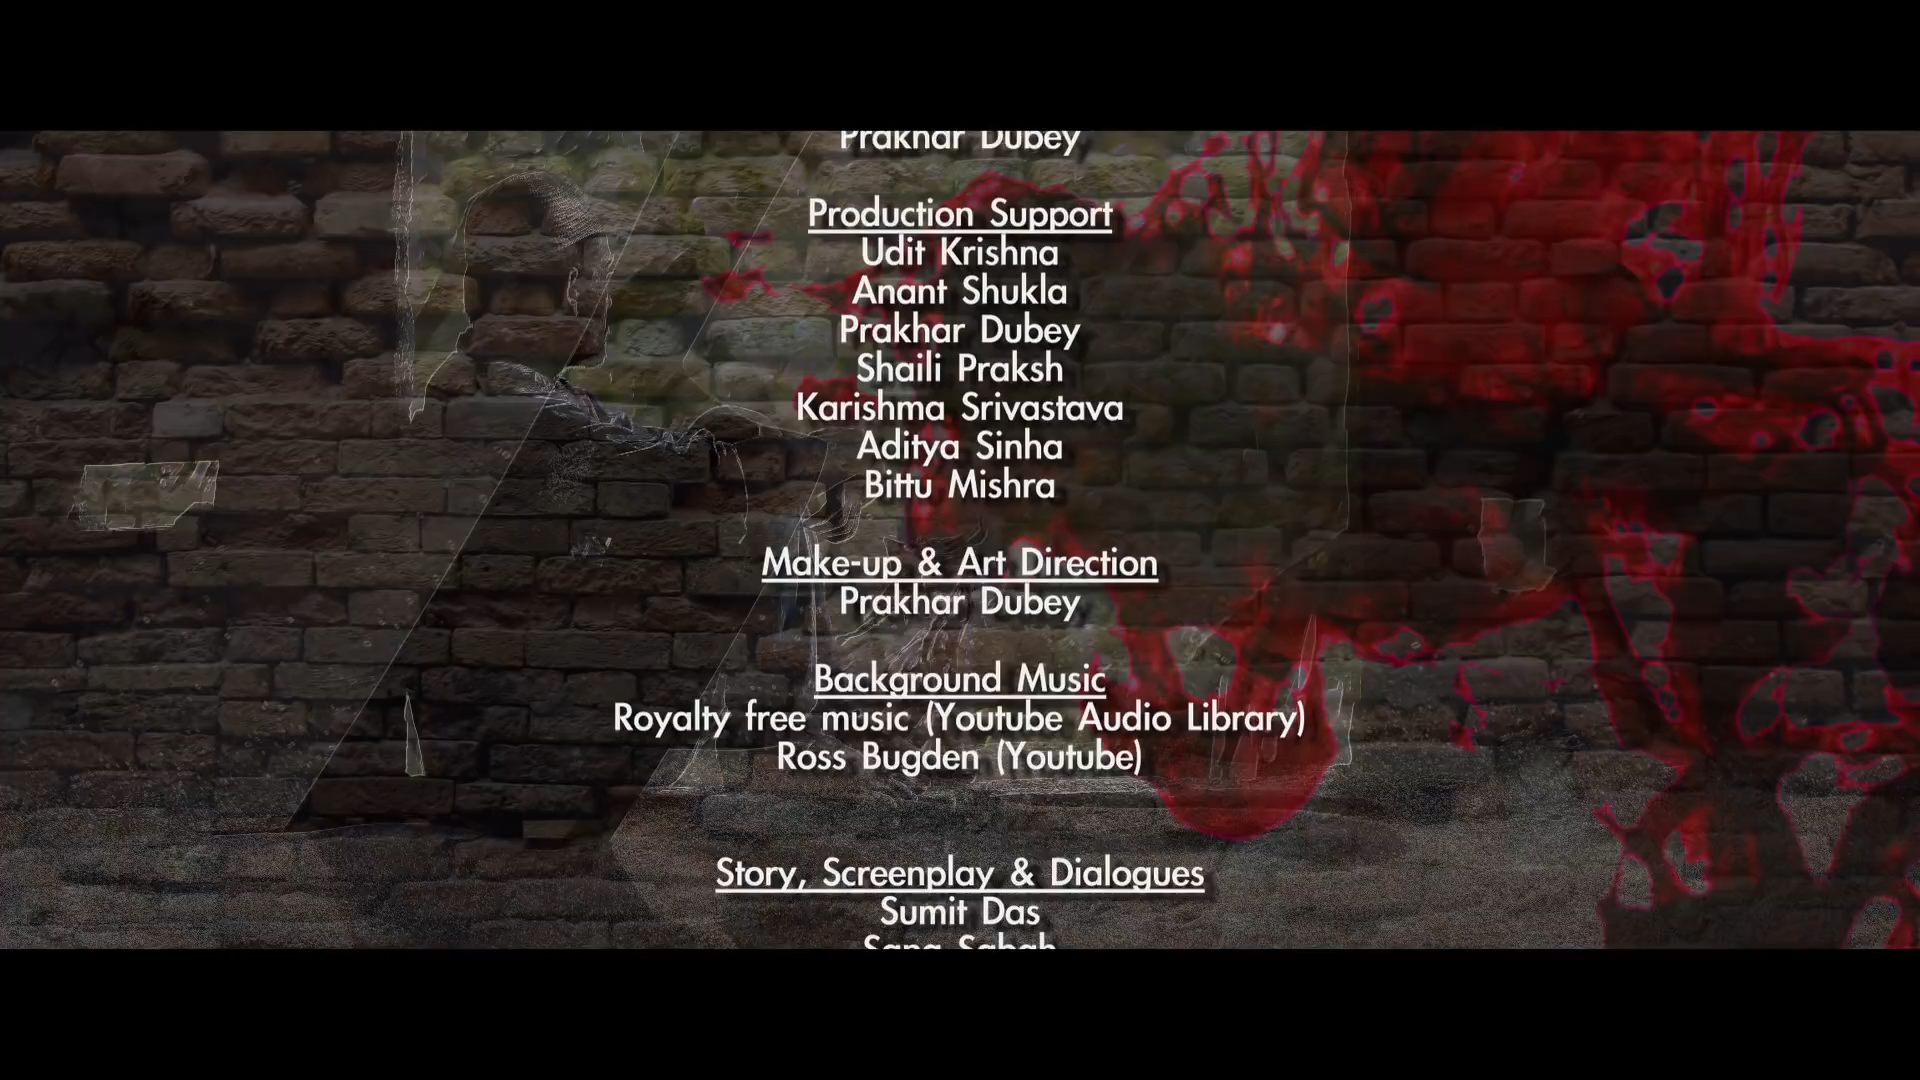 Prakhar Dubey
Production Support
Udit Krishna
Anant Shukla
Prakhar Dubey
Shaili Praksh
Karishma Srivastava
Aditya Sinha
Bittu Mishra
Make-up & Art Direction
Prakhar Dubey
Background Music
Royalty free music (Youtube Audio Library)
Ross Bugden (Youtube)
Story, Screenplay & Dialogues
Sumit Das
Sana Sabah